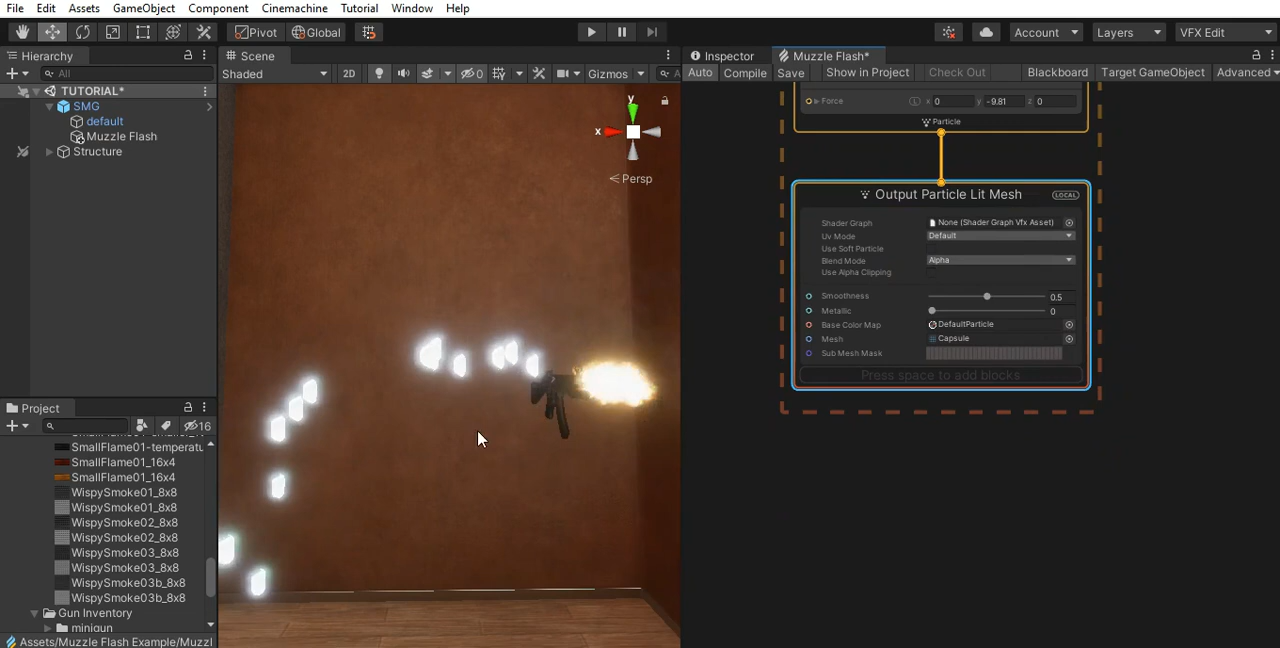 File Edit Assets GameObject Component Cinemachine Tutorial Window Help
Pivot Global Account Layers VFX Edit
Hierarchy Scene Inspector Muzzle Flash*
All Shaded 2D 0 Gizmos A Auto Compile Save Show in Project Check Out Blackboard Target GameObject Advanced
TUTORIAL*
SMG
default
Muzzle Flash
Structure
y
x
Persp
Force L x 0 y -9.81 z 0
Particle
Output Particle Lit Mesh LOCAL
Shader Graph None (Shader Graph Vfx Asset)
Uv Mode Default
Use Soft Particle
Blend Mode Alpha
Use Alpha Clipping
Smoothness 0.5
Metallic 0
Base Color Map DefaultParticle
Mesh Capsule
Sub Mesh Mask
Press space to add blocks
Project
16
SmallFlame01-temperatu
SmallFlame01_16x4
SmallFlame01_16x4
WispySmoke01_8x8
WispySmoke01_8x8
WispySmoke02_8x8
WispySmoke02_8x8
WispySmoke03_8x8
WispySmoke03_8x8
WispySmoke03b_8x8
WispySmoke03b_8x8
Gun Inventory
minigun
Assets/Muzzle Flash Example/Muzzl